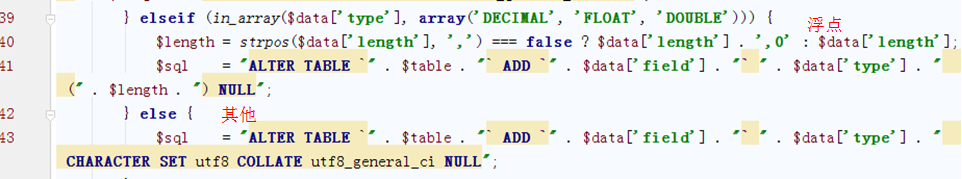 39 } elseif (in_array($data['type'], array('DECIMAL', 'FLOAT', 'DOUBLE'))) { 浮点
40 $length = strpos($data['length'], ',') === false ? $data['length'] . ',0' : $data['length'];
41 $sql = "ALTER TABLE `" . $table . "` ADD `" . $data['field'] . "` " . $data['type'] . "
(" . $length . ") NULL";
42 } else { 其他
43 $sql = "ALTER TABLE `" . $table . "` ADD `" . $data['field'] . "` " . $data['type'] . "
CHARACTER SET utf8 COLLATE utf8_general_ci NULL";